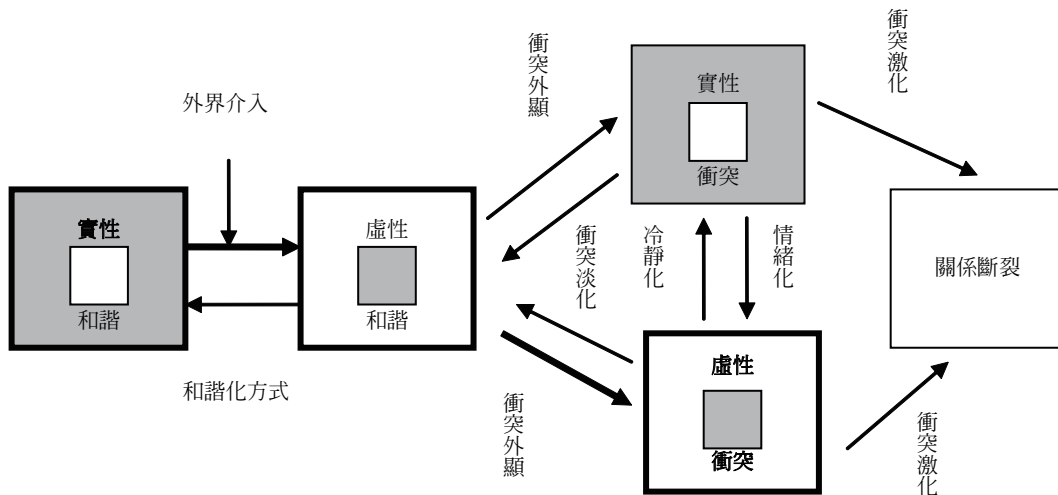 外界介入
實性
和諧
虛性
和諧
和諧化方式
衝突外顯
衝突淡化
衝突外顯
實性
衝突
冷靜化
情緒化
虛性
衝突
衝突激化
關係斷裂
衝突激化